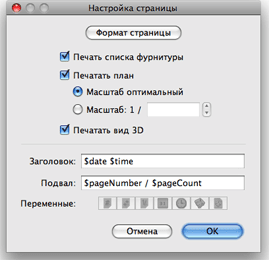 Настройка страницы
Формат страницы
Печать списка фурнитуры
Печатать план
Масштаб оптимальный
Масштаб: 1 /
Печатать вид 3D
Заголовок: $date $time
Подвал: $pageNumber / $pageCount
Переменные:
Отмена OK